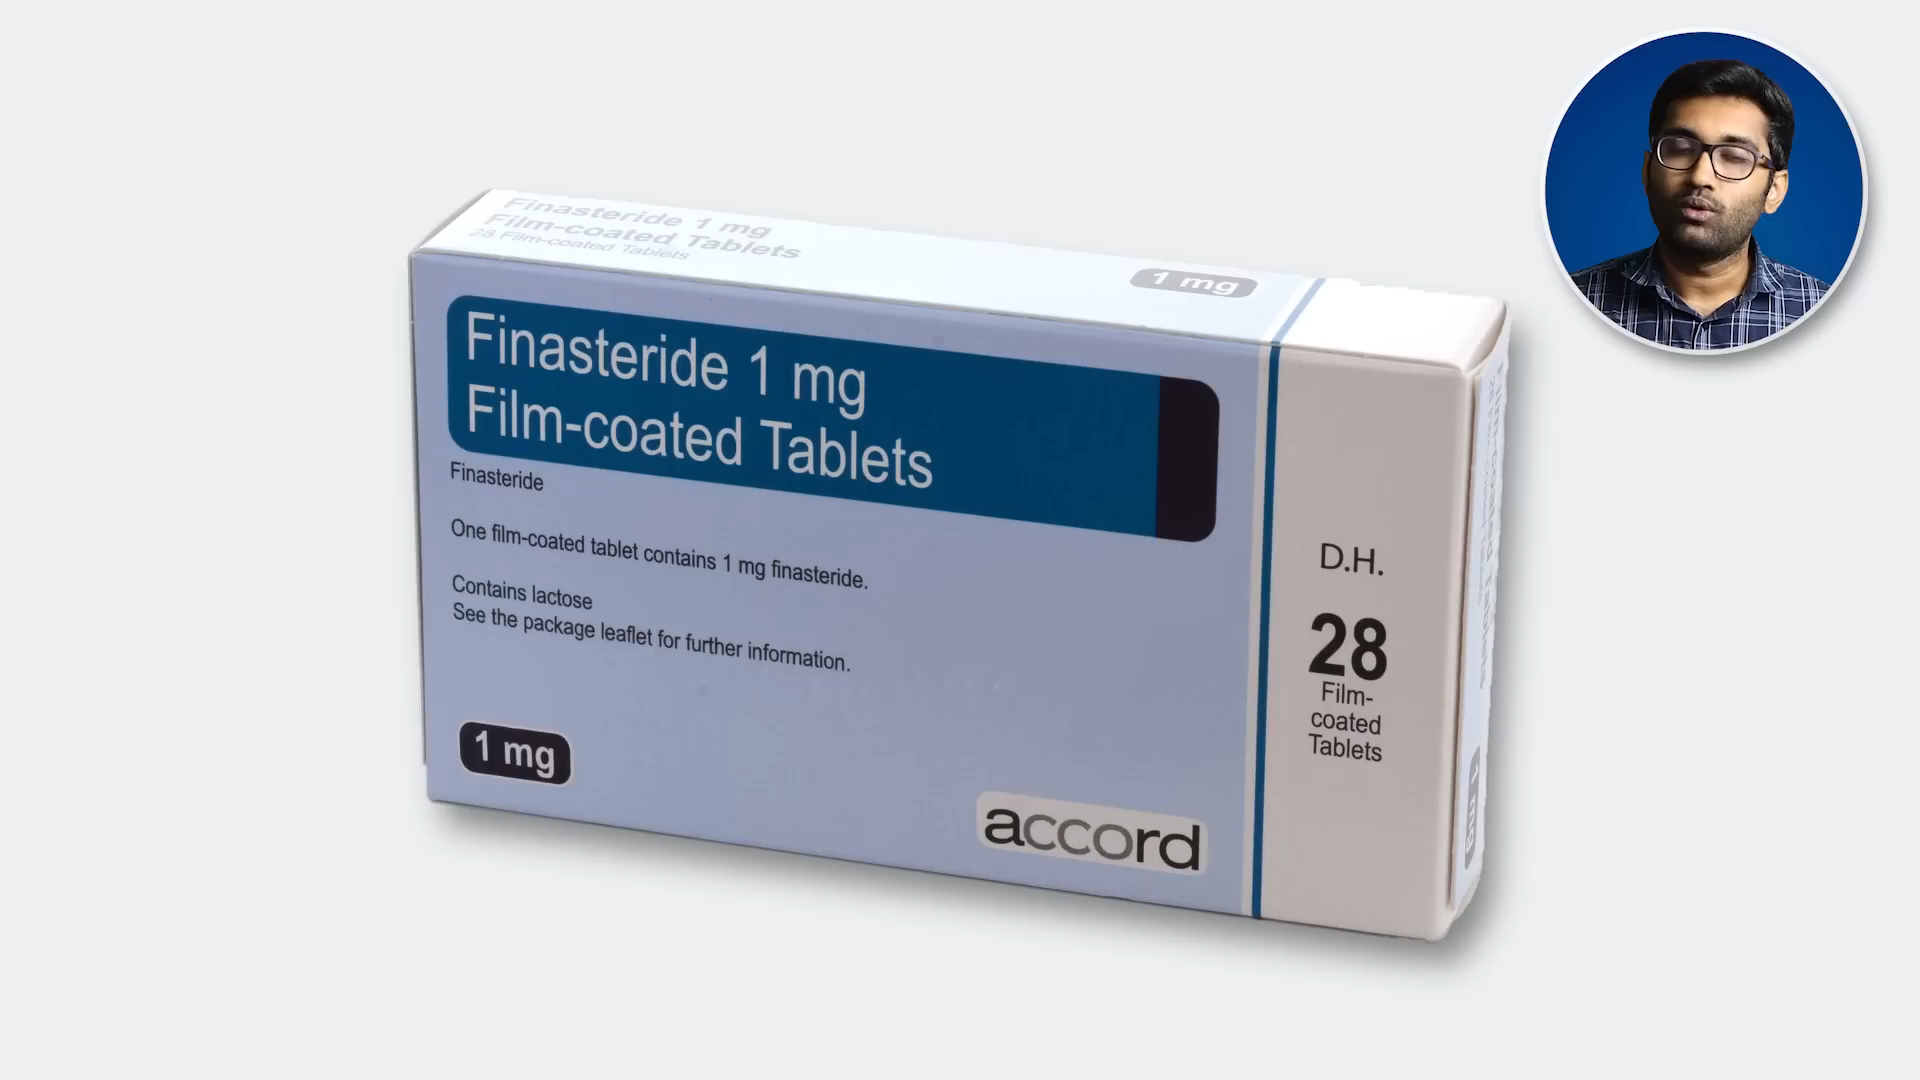 Finasteride 1 mg
Film-coated Tablets
28 Film-coated Tablets
1 mg
Finasteride 1 mg
Film-coated Tablets
Finasteride
One film-coated tablet contains 1 mg finasteride.
Contains lactose
See the package leaflet for further information.
1 mg
accord
D.H.
28
Film-
coated
Tablets
1 mg